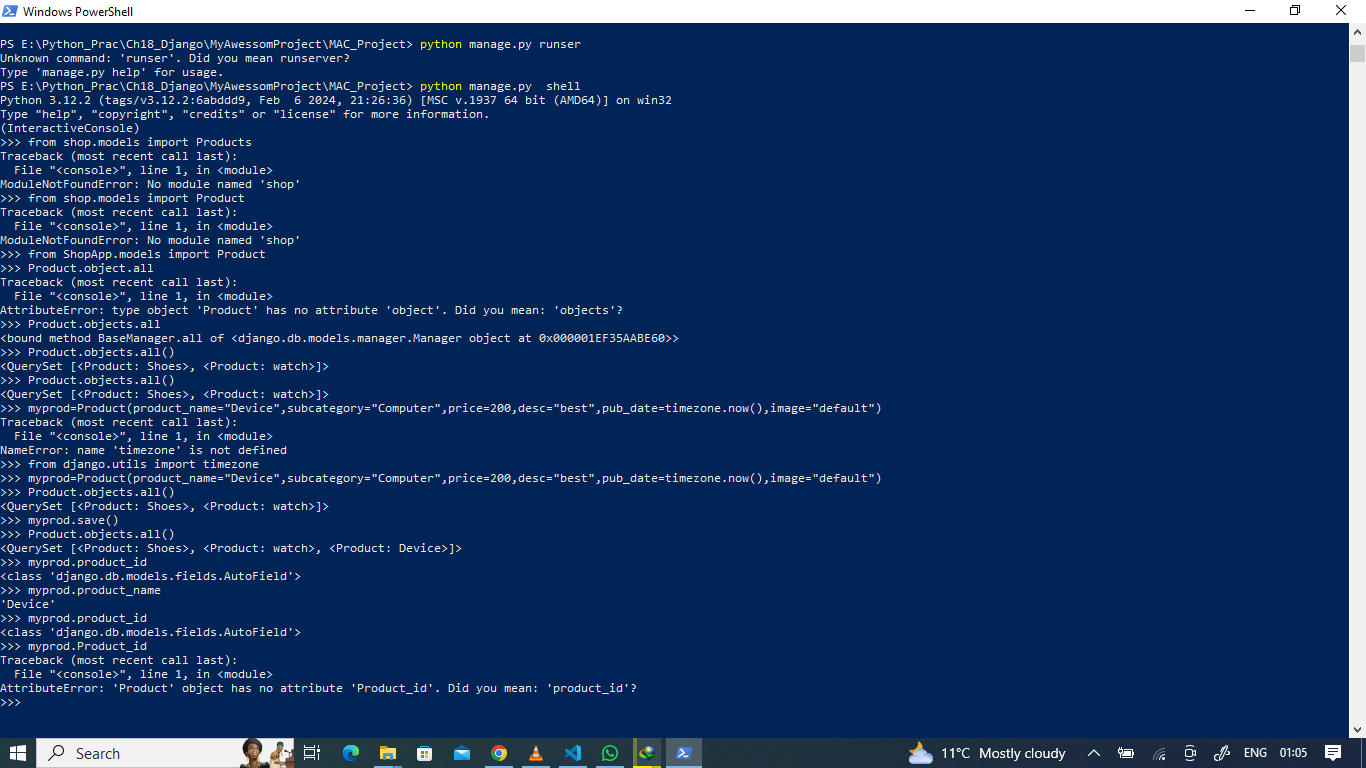 Windows PowerShell
PS E:\Python_Prac\Ch18_Django\MyAwessomProject\MAC_Project> python manage.py runser
Unknown command: 'runser'. Did you mean runserver?
Type 'manage.py help' for usage.
PS E:\Python_Prac\Ch18_Django\MyAwessomProject\MAC_Project> python manage.py  shell
Python 3.12.2 (tags/v3.12.2:6abddd9, Feb  6 2024, 21:26:36) [MSC v.1937 64 bit (AMD64)] on win32
Type "help", "copyright", "credits" or "license" for more information.
(InteractiveConsole)
>>> from shop.models import Products
Traceback (most recent call last):
  File "<console>", line 1, in <module>
ModuleNotFoundError: No module named 'shop'
>>> from shop.models import Product
Traceback (most recent call last):
  File "<console>", line 1, in <module>
ModuleNotFoundError: No module named 'shop'
>>> from ShopApp.models import Product
>>> Product.object.all
Traceback (most recent call last):
  File "<console>", line 1, in <module>
AttributeError: type object 'Product' has no attribute 'object'. Did you mean: 'objects'?
>>> Product.objects.all
<bound method BaseManager.all of <django.db.models.manager.Manager object at 0x000001EF35AABE60>>
>>> Product.objects.all()
<QuerySet [<Product: Shoes>, <Product: watch>]>
>>> Product.objects.all()
<QuerySet [<Product: Shoes>, <Product: watch>]>
>>> myprod=Product(product_name="Device",subcategory="Computer",price=200,desc="best",pub_date=timezone.now(),image="default")
Traceback (most recent call last):
  File "<console>", line 1, in <module>
NameError: name 'timezone' is not defined
>>> from django.utils import timezone
>>> myprod=Product(product_name="Device",subcategory="Computer",price=200,desc="best",pub_date=timezone.now(),image="default")
>>> Product.objects.all()
<QuerySet [<Product: Shoes>, <Product: watch>]>
>>> myprod.save()
>>> Product.objects.all()
<QuerySet [<Product: Shoes>, <Product: watch>, <Product: Device>]>
>>> myprod.product_id
<class 'django.db.models.fields.AutoField'>
>>> myprod.product_name
'Device'
>>> myprod.product_id
<class 'django.db.models.fields.AutoField'>
>>> myprod.Product_id
Traceback (most recent call last):
  File "<console>", line 1, in <module>
AttributeError: 'Product' object has no attribute 'Product_id'. Did you mean: 'product_id'?
>>>
Search
11°C Mostly cloudy
ENG
01:05